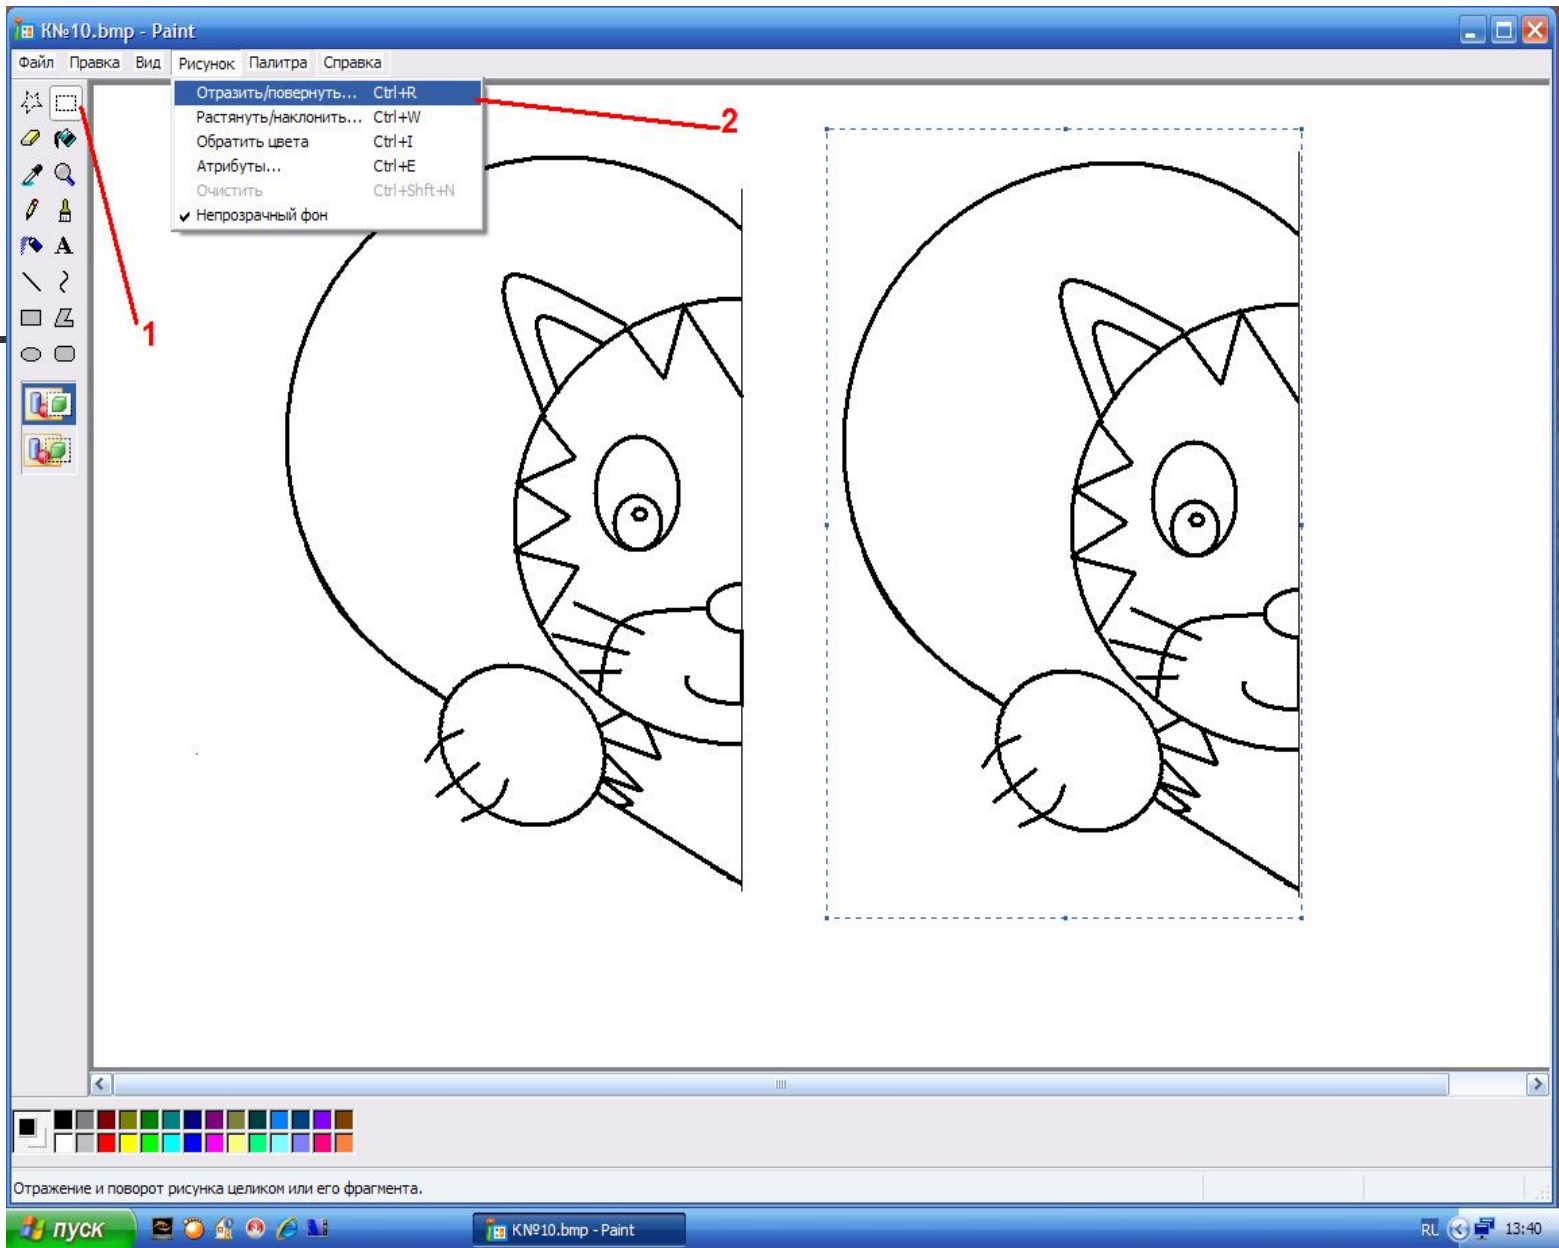 К№10.bmp - Paint
Файл Правка Вид Рисунок Палитра Справка
Отразить/повернуть... Ctrl+R
Растянуть/наклонить... Ctrl+W
Обратить цвета Ctrl+I
Атрибуты... Ctrl+E
Очистить Ctrl+Shft+N
Непрозрачный фон
2
A
1
Отражение и поворот рисунка целиком или его фрагмента.
пуск
К№10.bmp - Paint
RL
13:40